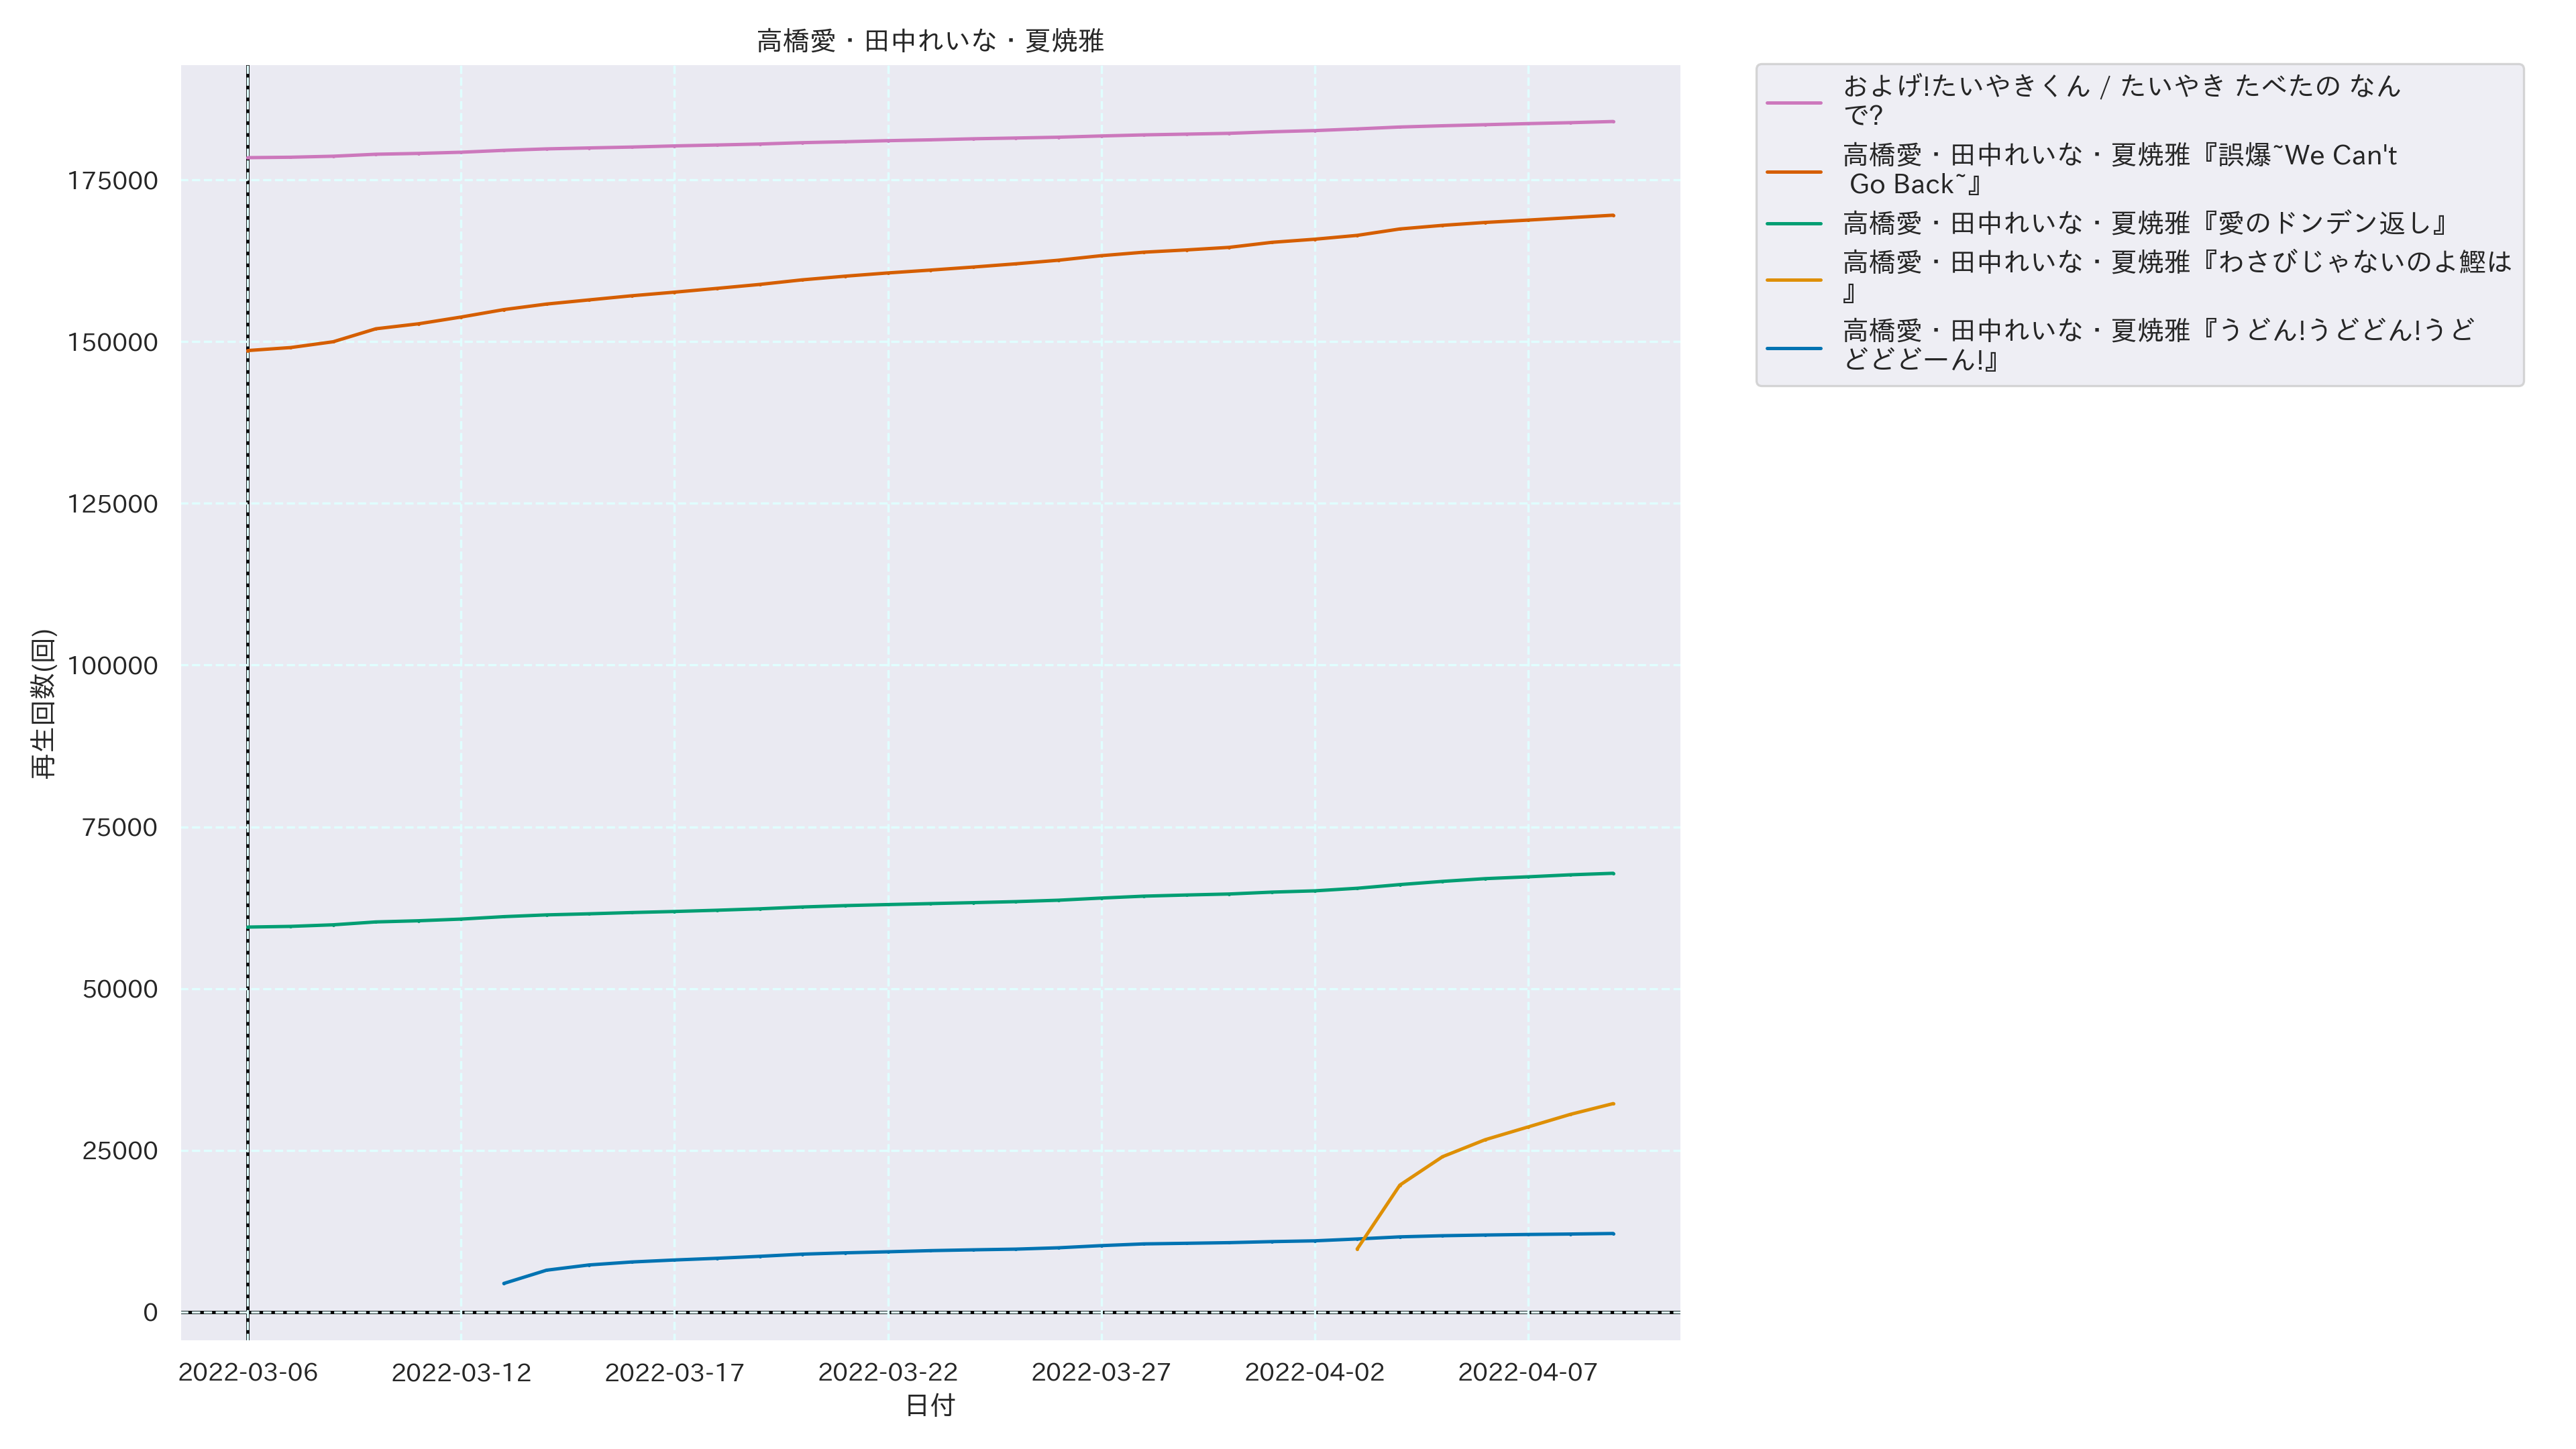 高橋愛・田中れいな・夏焼雅
およげ!たいやきくん / たいやき たべたの なん
で?
高橋愛・田中れいな・夏焼雅『誤爆~We Can't
Go Back~』
高橋愛・田中れいな・夏焼雅『愛のドンデン返し』
高橋愛・田中れいな・夏焼雅『わさびじゃないのよ鰹は
』
高橋愛・田中れいな・夏焼雅『うどん!うどどん!うど
どどどーん!』
再生回数(回)
175000
150000
125000
100000
75000
50000
25000
0
2022-03-06 2022-03-12 2022-03-17 2022-03-22 2022-03-27 2022-04-02 2022-04-07
日付